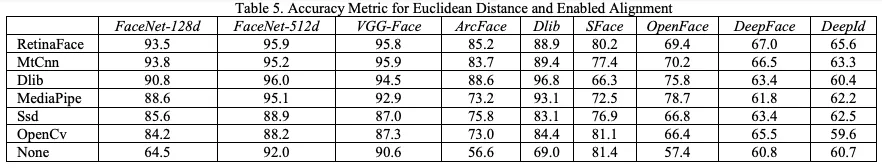 Table 5. Accuracy Metric for Euclidean Distance and Enabled Alignment
FaceNet-128d FaceNet-512d VGG-Face ArcFace Dlib SFace OpenFace DeepFace DeepId
RetinaFace 93.5 95.9 95.8 85.2 88.9 80.2 69.4 67.0 65.6
MtCnn 93.8 95.2 95.9 83.7 89.4 77.4 70.2 66.5 63.3
Dlib 90.8 96.0 94.5 88.6 96.8 66.3 75.8 63.4 60.4
MediaPipe 88.6 95.1 92.9 73.2 93.1 72.5 78.7 61.8 62.2
Ssd 85.6 88.9 87.0 75.8 83.1 76.9 66.8 63.4 62.5
OpenCv 84.2 88.2 87.3 73.0 84.4 81.1 66.4 65.5 59.6
None 64.5 92.0 90.6 56.6 69.0 81.4 57.4 60.8 60.7